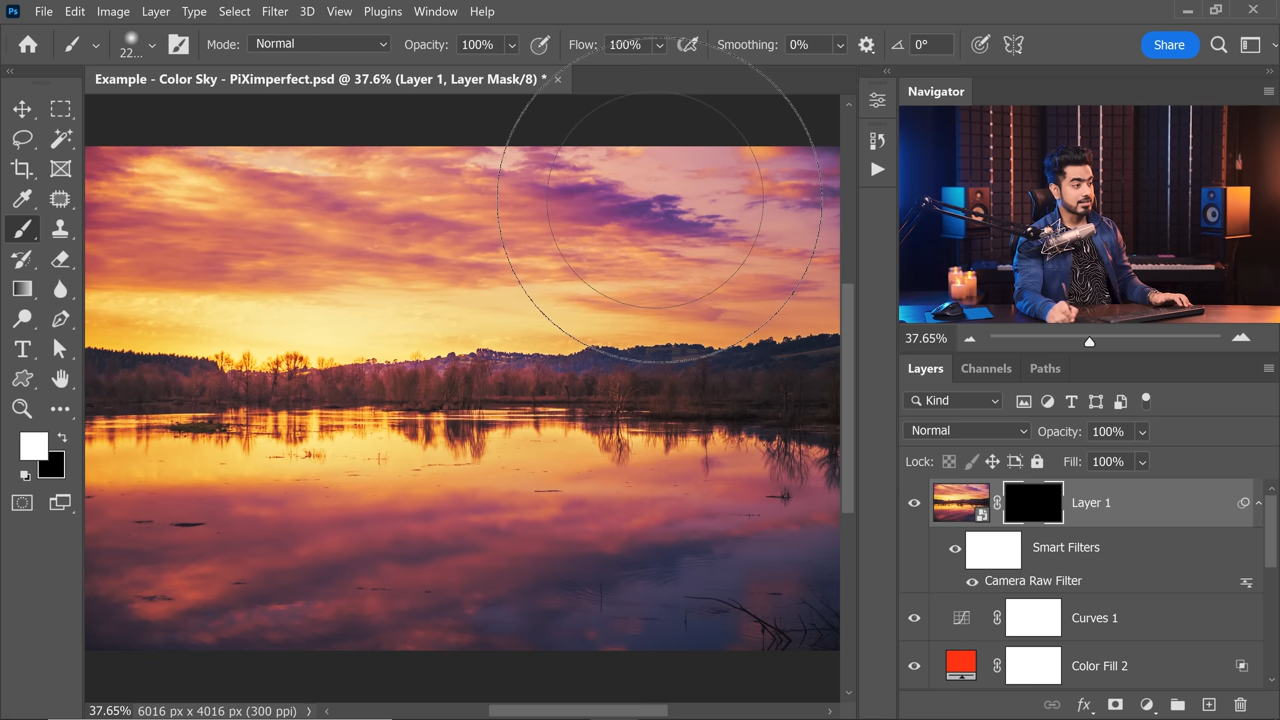 Ps File Edit Image Layer Type Select Filter 3D View Plugins Window Help
22... Mode: Normal Opacity: 100% Flow: 100% Smoothing: 0% 0° Share
Example - Color Sky - PiXimperfect.psd @ 37.6% (Layer 1, Layer Mask/8) *
Navigator
37.65%
Layers Channels Paths
Kind
Normal Opacity: 100%
Lock: Fill: 100%
Layer 1
Smart Filters
Camera Raw Filter
Curves 1
Color Fill 2
fx
37.65% 6016 px x 4016 px (300 ppi)